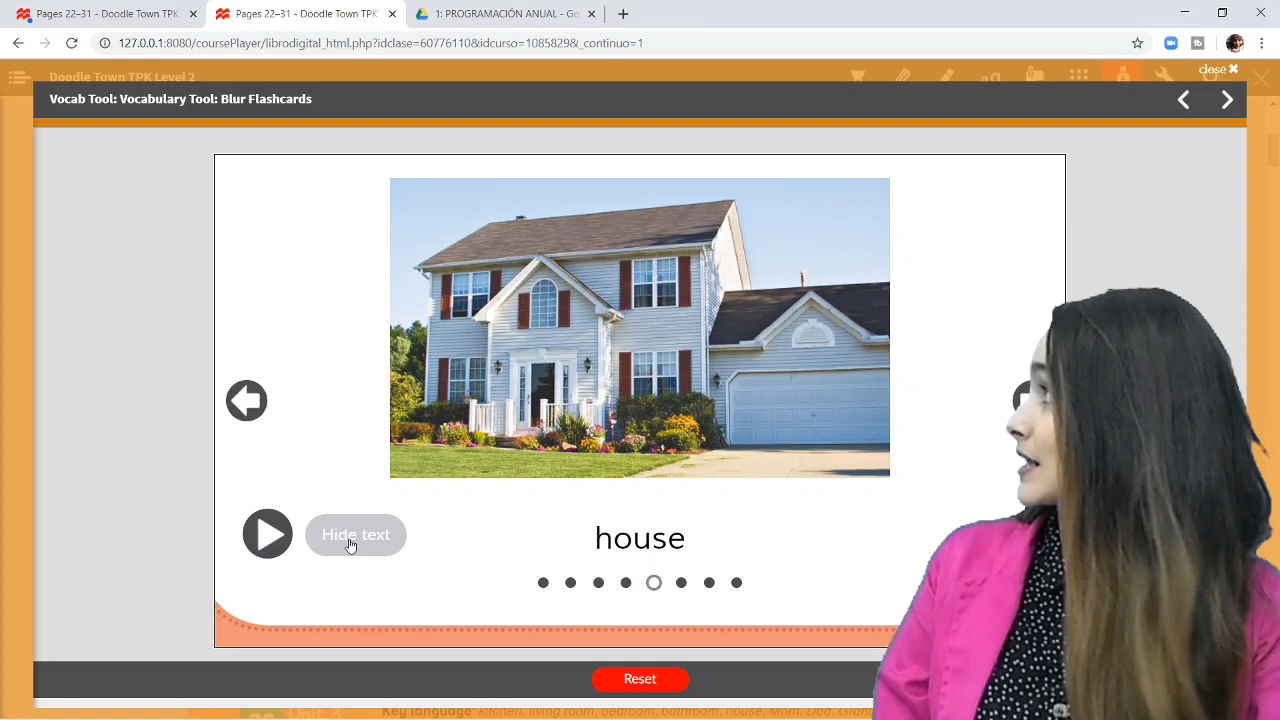 Pages 22–31 - Doodle Town TPK
Pages 22–31 - Doodle Town TPK
1: PROGRAMACIÓN ANUAL - Go
127.0.0.1:8080/coursePlayer/librodigital_html.php?idclase=60776110&idcurso=1085829&_continuo=1
Doodle Town TPK Level 2
close
Vocab Tool: Vocabulary Tool: Blur Flashcards
Hide text
house
Reset
Unit 3
Key language: kitchen, living room, bedroom, bathroom, house, Mom, Dad,